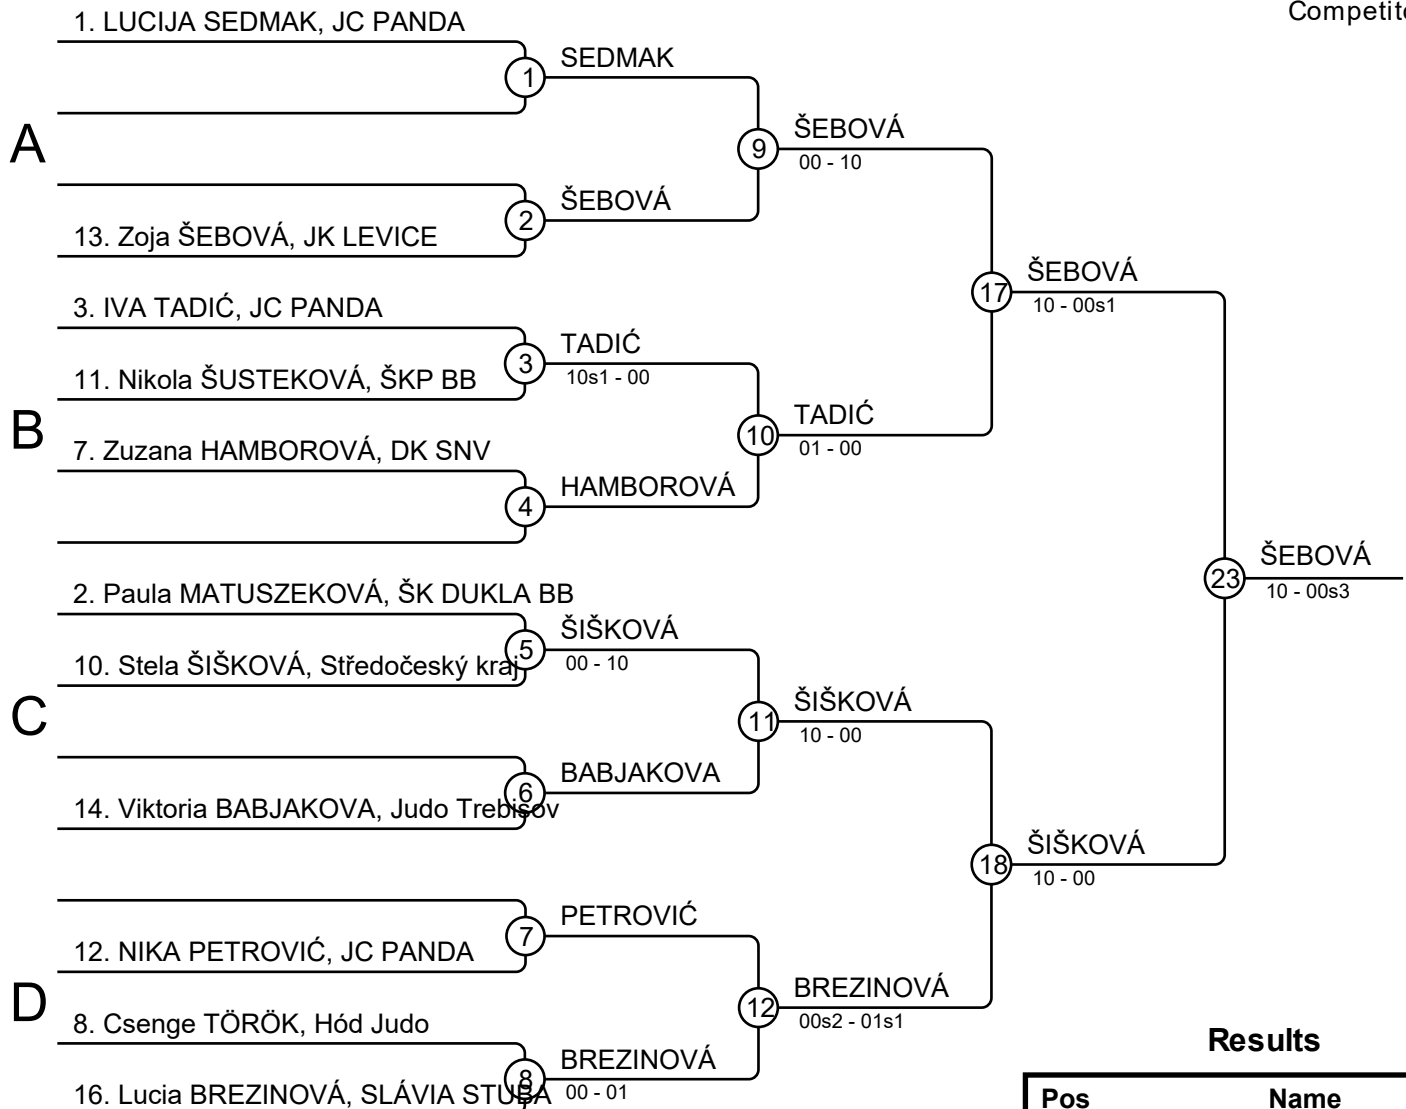 Competit
1. LUCIJA SEDMAK, JC PANDA
1
SEDMAK
A
9
ŠEBOVÁ
00 - 10
2
ŠEBOVÁ
13. Zoja ŠEBOVÁ, JK LEVICE
17
ŠEBOVÁ
10 - 00s1
3. IVA TADIĆ, JC PANDA
3
TADIĆ
10s1 - 00
11. Nikola ŠUSTEKOVÁ, ŠKP BB
B
10
TADIĆ
01 - 00
7. Zuzana HAMBOROVÁ, DK SNV
4
HAMBOROVÁ
23
ŠEBOVÁ
10 - 00s3
2. Paula MATUSZEKOVÁ, ŠK DUKLA BB
5
ŠIŠKOVÁ
00 - 10
10. Stela ŠIŠKOVÁ, Středočeský kraj
C
11
ŠIŠKOVÁ
10 - 00
6
BABJAKOVA
14. Viktoria BABJAKOVA, Judo Trebisov
18
ŠIŠKOVÁ
10 - 00
7
PETROVIĆ
12. NIKA PETROVIĆ, JC PANDA
D
12
BREZINOVÁ
00s2 - 01s1
8. Csenge TÖRÖK, Hód Judo
8
BREZINOVÁ
00 - 01
16. Lucia BREZINOVÁ, SLÁVIA STUBA
Results
Pos Name